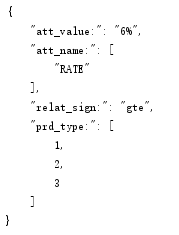 {
"att_value:": "6%",
"att_name": [
"RATE"
],
"relat_sign": "gte",
"prd_type": [
1,
2,
3
]
}